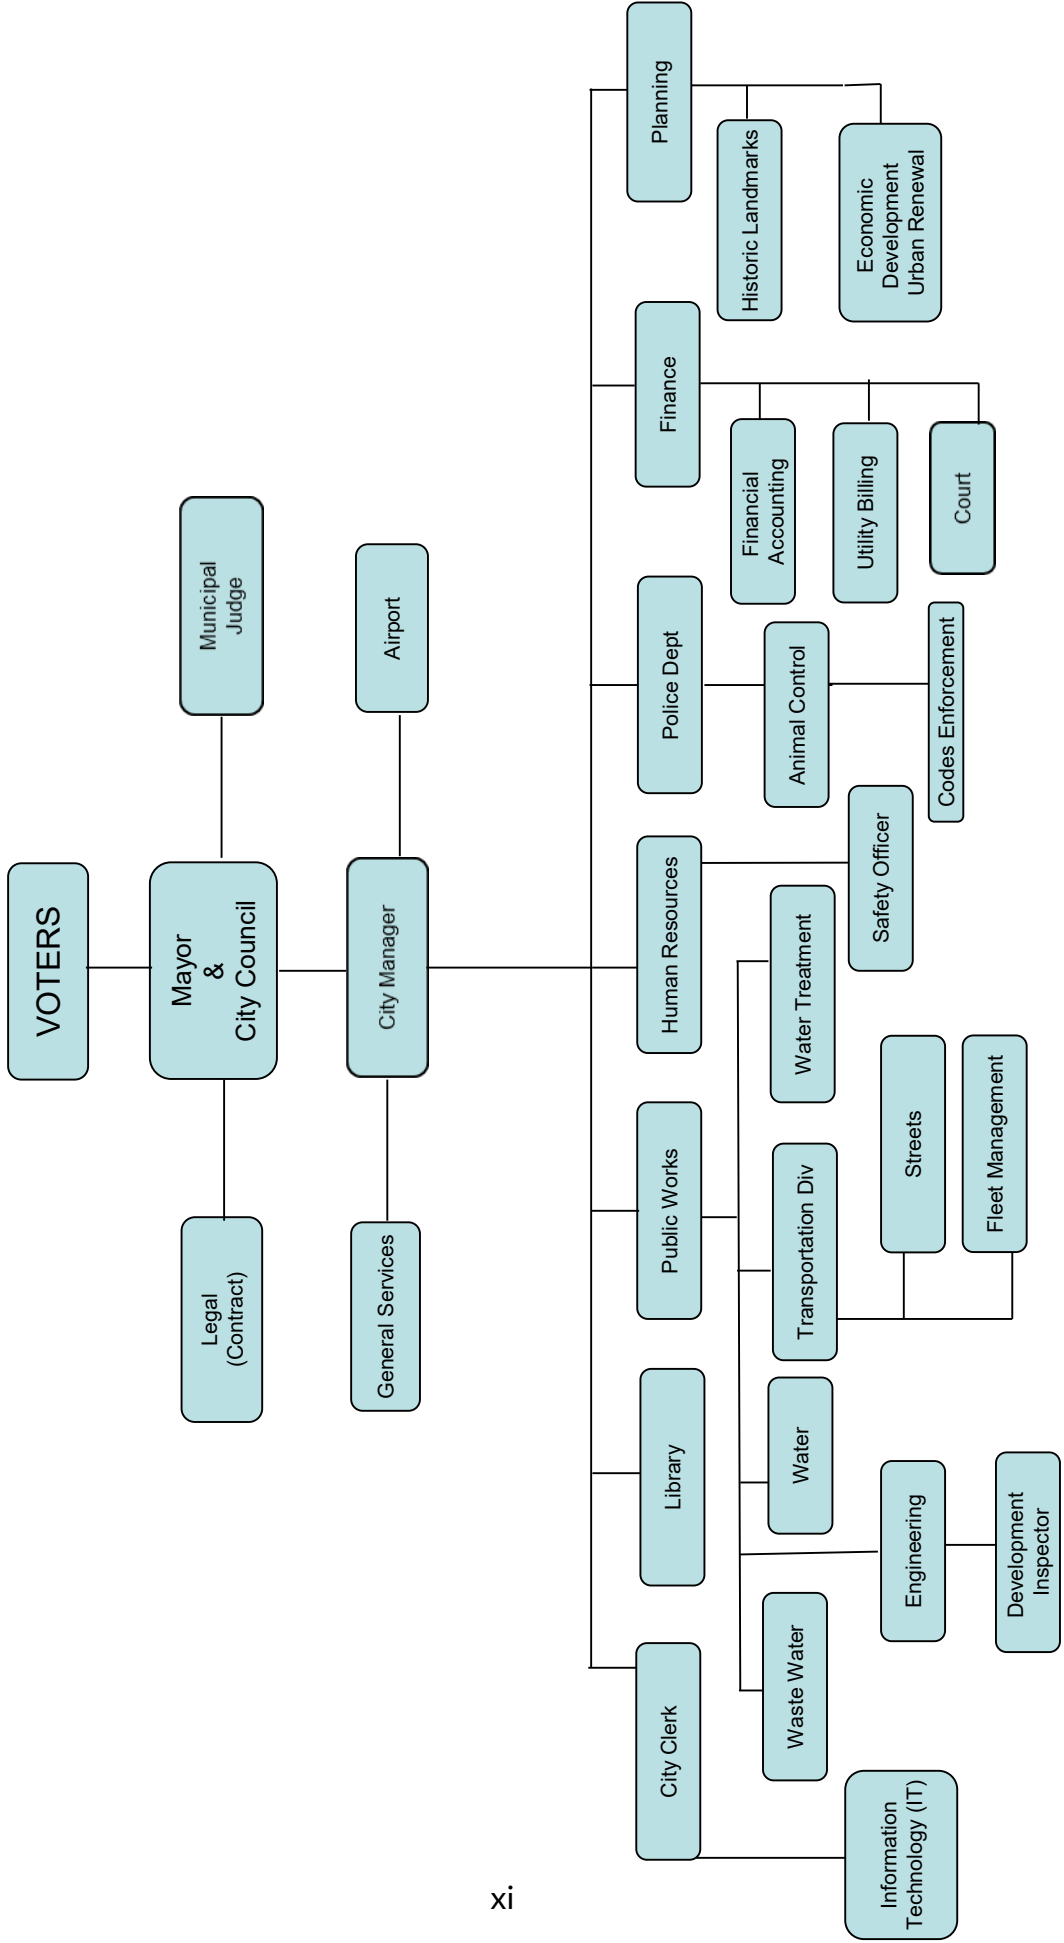 VOTERS
Legal
(Contract)
Mayor
&
City Council
Municipal
Judge
General Services
City Manager
Airport
City Clerk
Library
Public Works
Human Resources
Police Dept
Finance
Planning
Information
Technology (IT)
Waste Water
Engineering
Development
Inspector
Water
Transportation Div
Streets
Fleet Management
Water Treatment
Safety Officer
Animal Control
Codes Enforcement
Financial
Accounting
Utility Billing
Court
Historic Landmarks
Economic
Development
Urban Renewal
xi